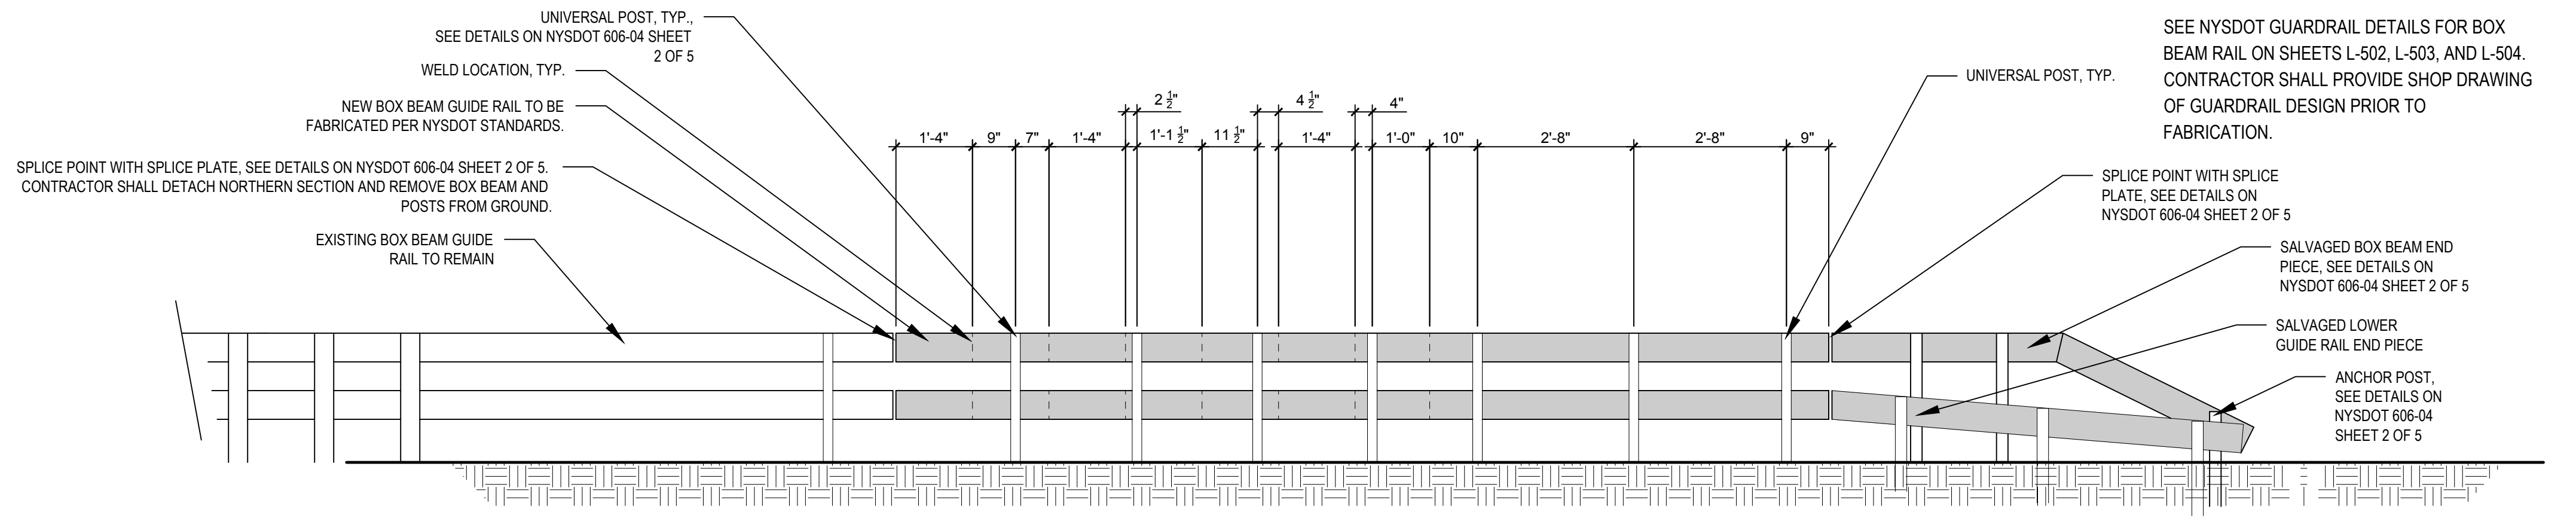 UNIVERSAL POST, TYP.,
SEE DETAILS ON NYSDOT 606-04 SHEET
2 OF 5
WELD LOCATION, TYP.
NEW BOX BEAM GUIDE RAIL TO BE
FABRICATED PER NYSDOT STANDARDS.
SPLICE POINT WITH SPLICE PLATE, SEE DETAILS ON NYSDOT 606-04 SHEET 2 OF 5.
CONTRACTOR SHALL DETACH NORTHERN SECTION AND REMOVE BOX BEAM AND
POSTS FROM GROUND.
EXISTING BOX BEAM GUIDE
RAIL TO REMAIN
2 1/2"
4 1/2"
4"
1'-4"
9"
7"
1'-4"
1'-1 1/2"
11 1/2"
1'-4"
1'-0"
10"
2'-8"
2'-8"
9"
UNIVERSAL POST, TYP.
SEE NYSDOT GUARDRAIL DETAILS FOR BOX
BEAM RAIL ON SHEETS L-502, L-503, AND L-504.
CONTRACTOR SHALL PROVIDE SHOP DRAWING
OF GUARDRAIL DESIGN PRIOR TO
FABRICATION.
SPLICE POINT WITH SPLICE
PLATE, SEE DETAILS ON
NYSDOT 606-04 SHEET 2 OF 5
SALVAGED BOX BEAM END
PIECE, SEE DETAILS ON
NYSDOT 606-04 SHEET 2 OF 5
SALVAGED LOWER
GUIDE RAIL END PIECE
ANCHOR POST,
SEE DETAILS ON
NYSDOT 606-04
SHEET 2 OF 5